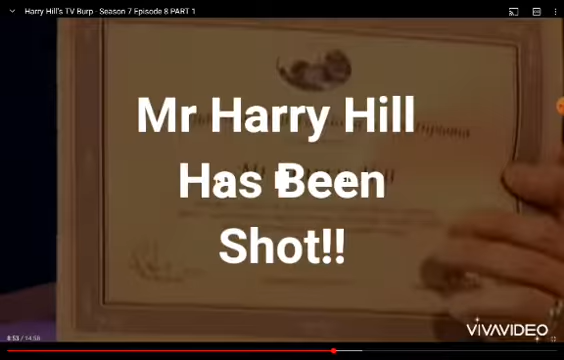 Harry Hill's TV Burp - Season 7 Episode 8 PART 1
Mr Harry Hill
Has Been
Shot!!
VIVAVIDEO
8:53 / 14:58